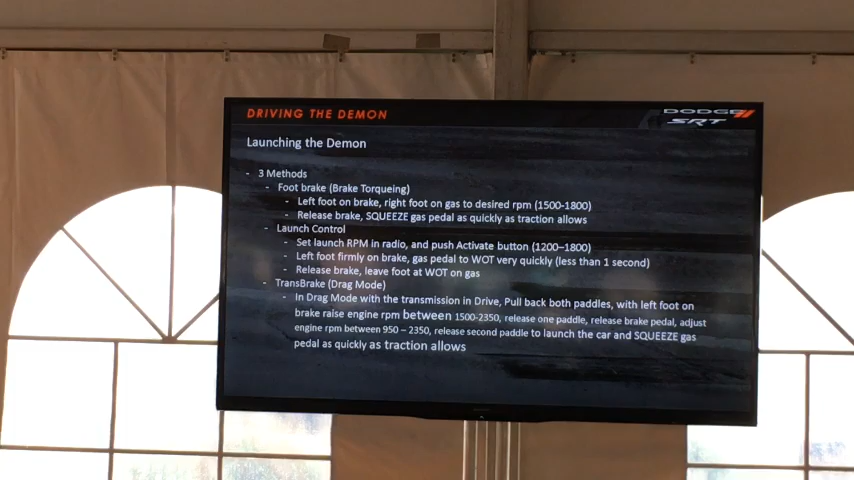 DRIVING THE DEMON
DODGE
SRT
Launching the Demon
- 3 Methods
- Foot brake (Brake Torqueing)
- Left foot on brake, right foot on gas to desired rpm (1500-1800)
- Release brake, SQUEEZE gas pedal as quickly as traction allows
- Launch Control
- Set launch RPM in radio, and push Activate button (1200–1800)
- Left foot firmly on brake, gas pedal to WOT very quickly (less than 1 second)
- Release brake, leave foot at WOT on gas
- TransBrake (Drag Mode)
- In Drag Mode with the transmission in Drive, Pull back both paddles, with left foot on
brake raise engine rpm between 1500-2350, release one paddle, release brake pedal, adjust
engine rpm between 950 – 2350, release second paddle to launch the car and SQUEEZE gas
pedal as quickly as traction allows